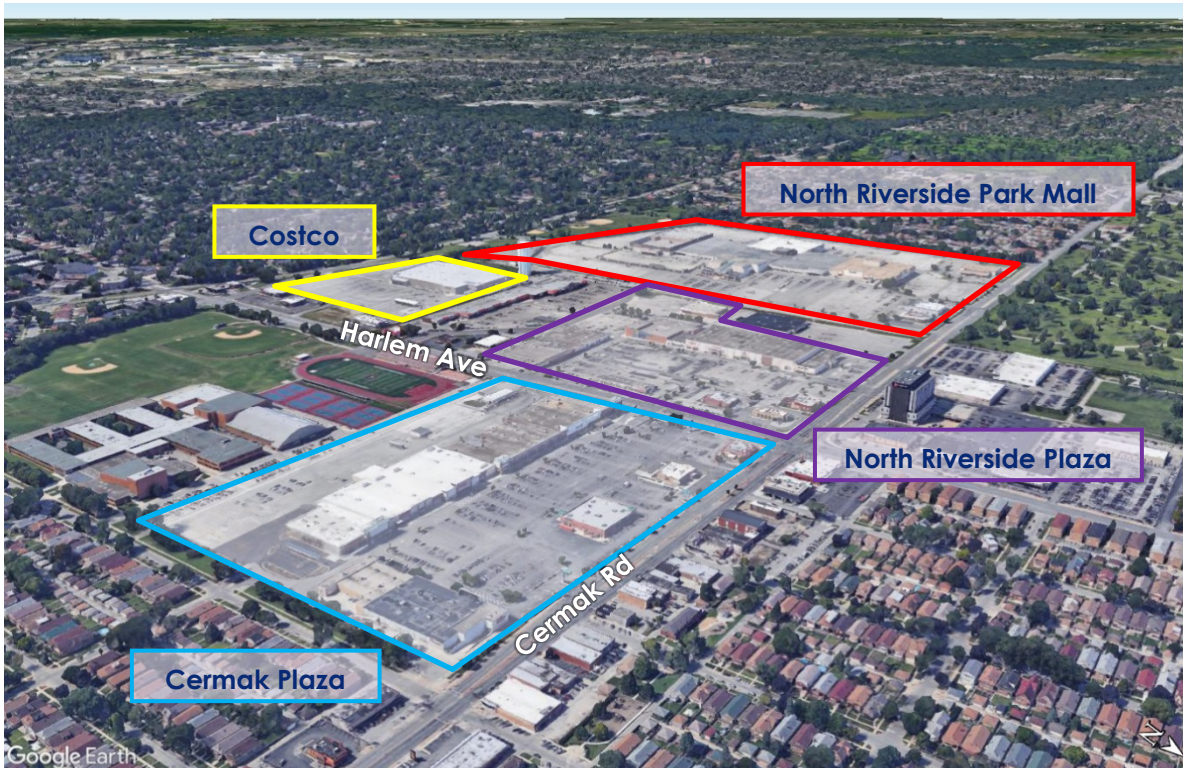 North Riverside Park Mall
Costco
Harlem Ave
North Riverside Plaza
Cermak Rd
Cermak Plaza
Google Earth
N